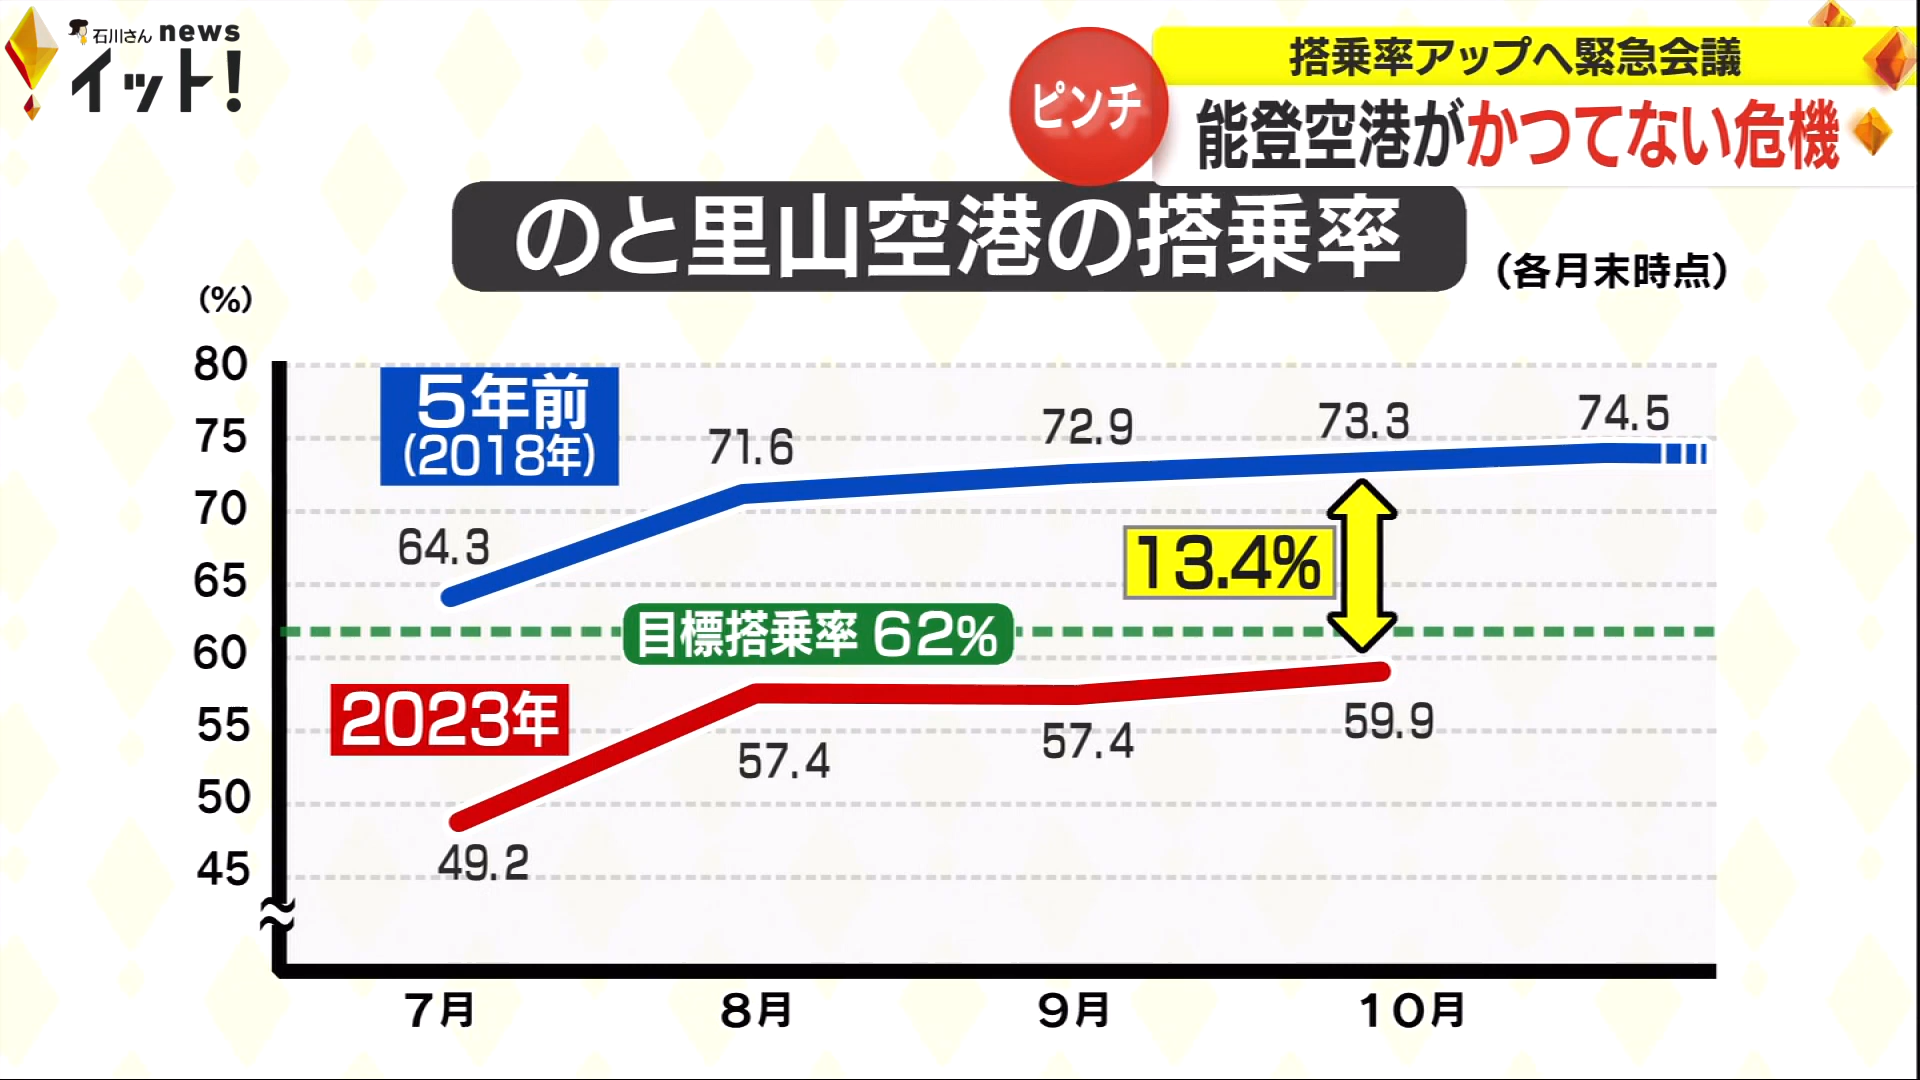 石川さん news
イット!
ピンチ
搭乗率アップへ緊急会議
能登空港がかつてない危機
のと里山空港の搭乗率
(各月末時点)
(%)
80
75
70
65
60
55
50
45
5年前
(2018年)
64.3
71.6
72.9
73.3
74.5
13.4%
目標搭乗率 62%
2023年
49.2
57.4
57.4
59.9
7月
8月
9月
10月